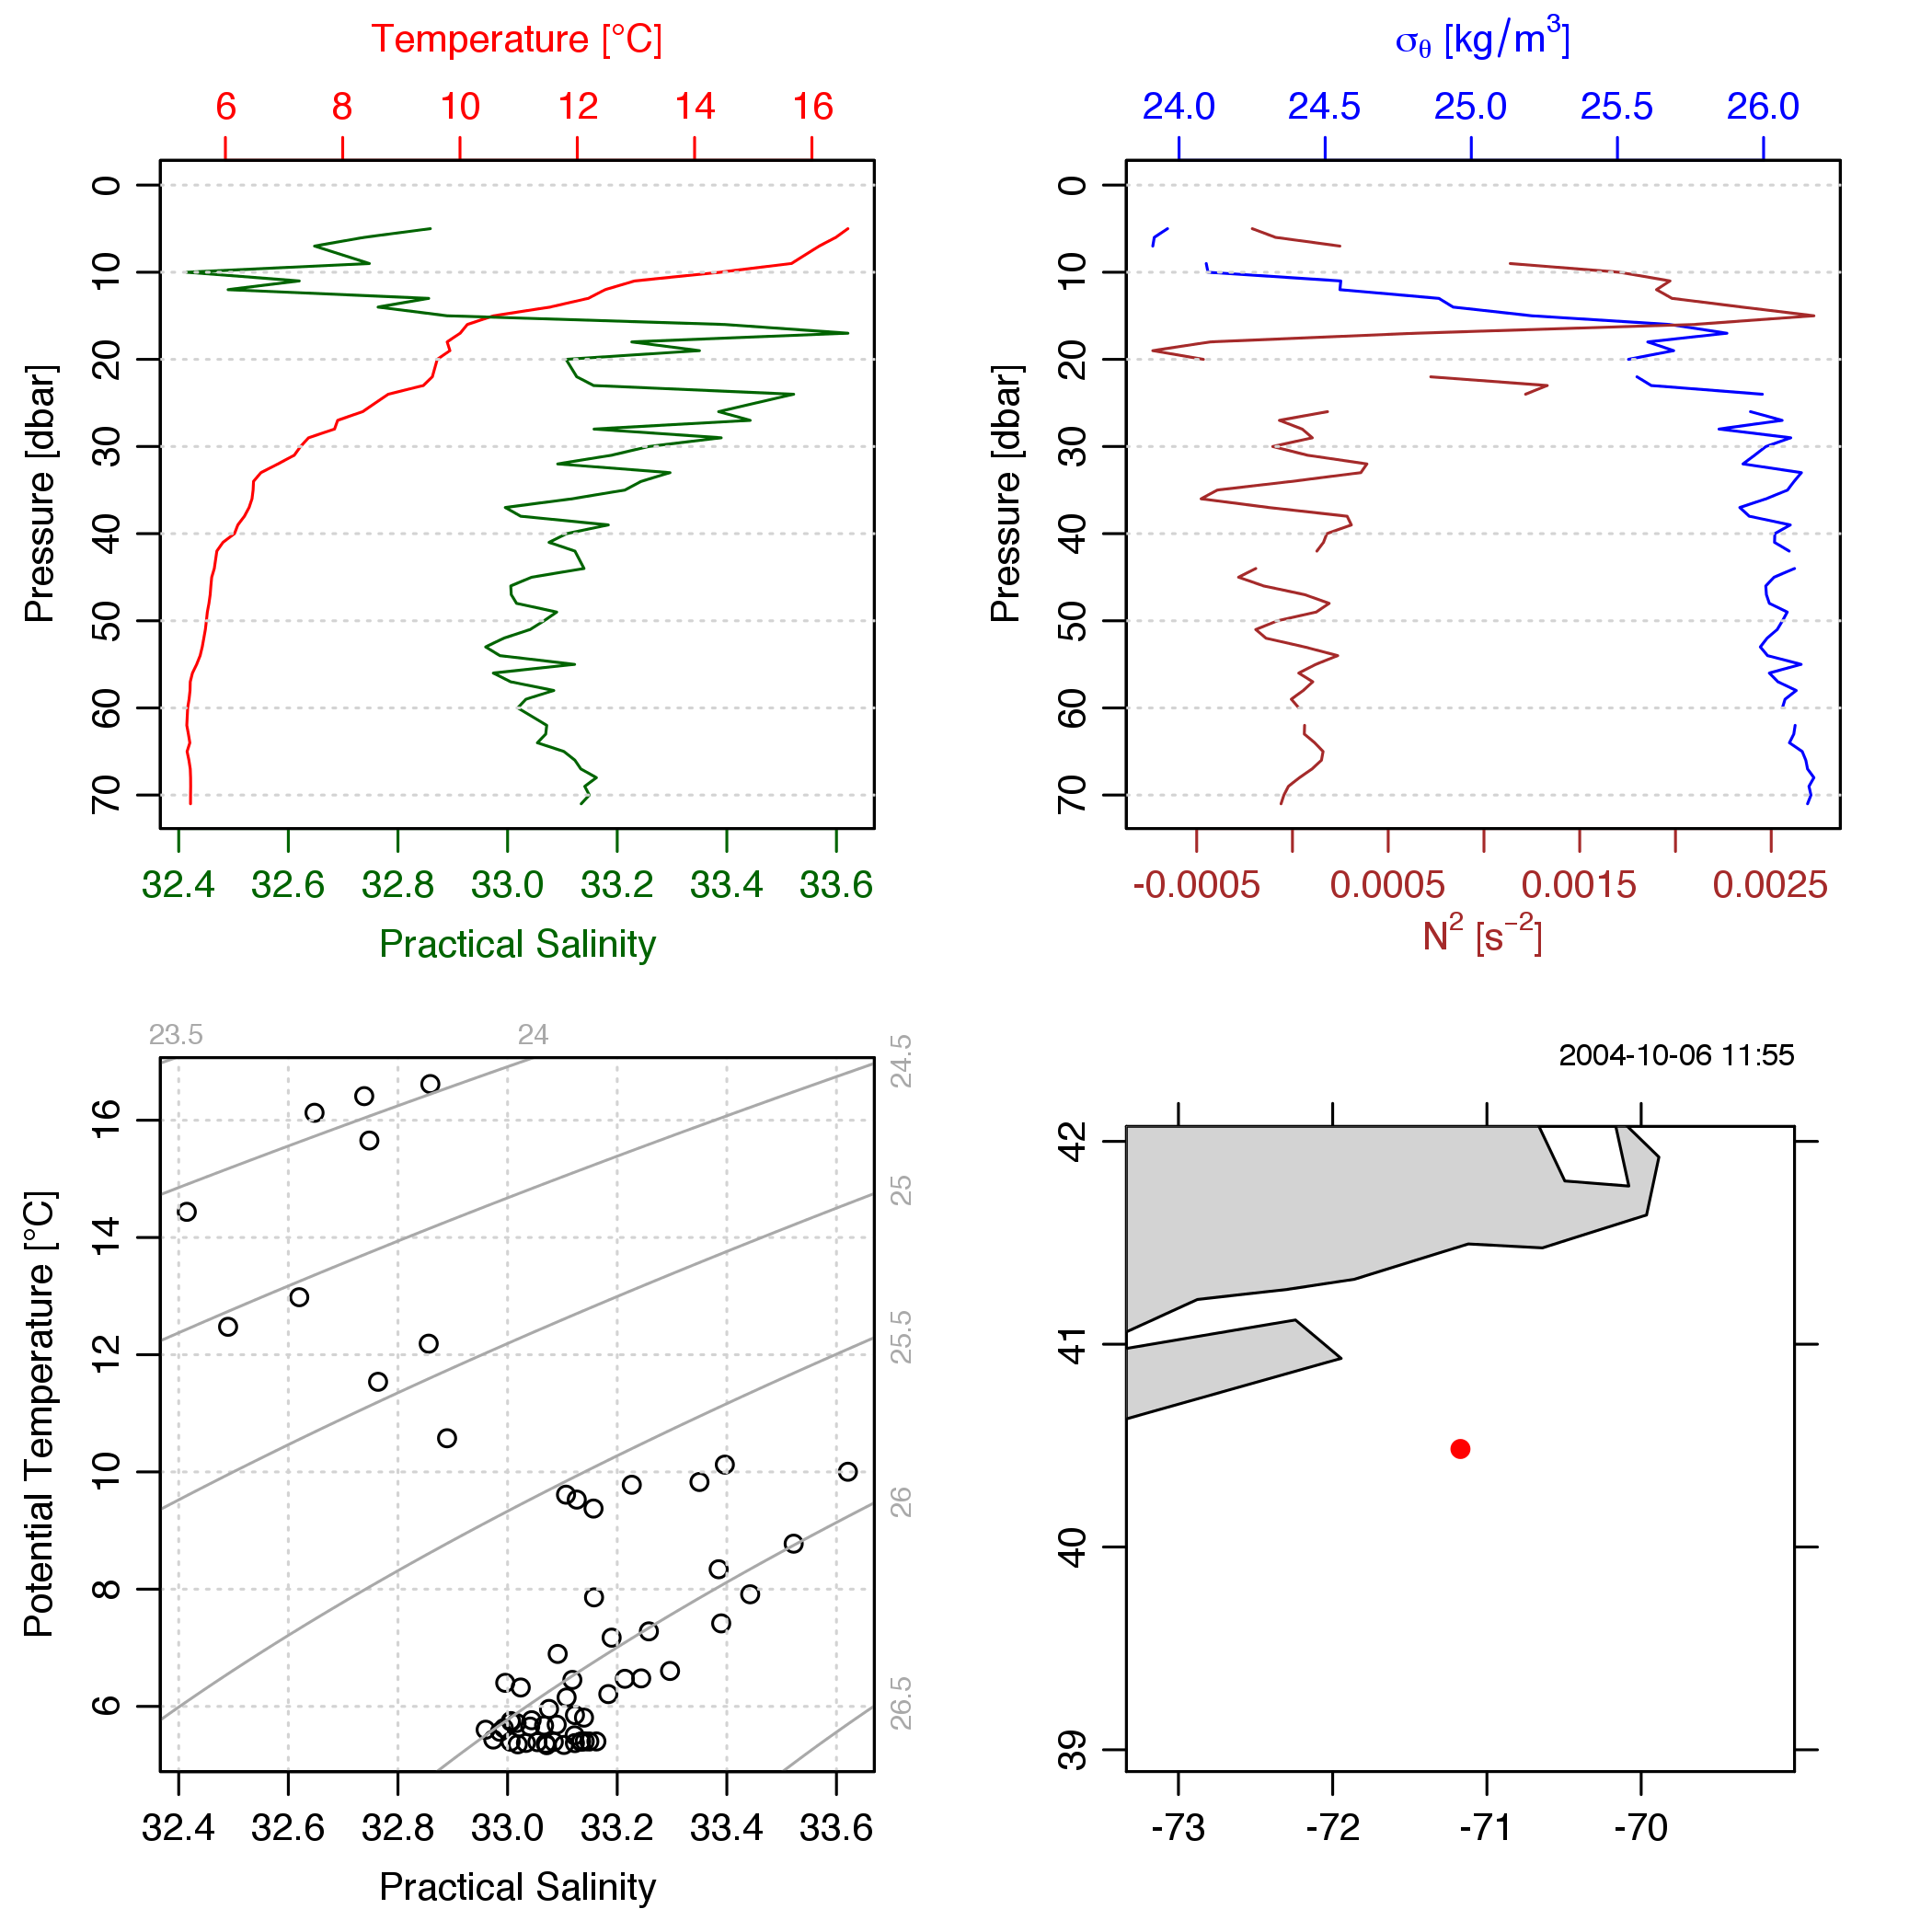 Temperature [°C]
6 8 10 12 14 16
0 10 20 30 40 50 60 70
Pressure [dbar]
32.4 32.6 32.8 33.0 33.2 33.4 33.6
Practical Salinity
σθ [kg/m³]
24.0 24.5 25.0 25.5 26.0
0 10 20 30 40 50 60 70
Pressure [dbar]
-0.0005 0.0005 0.0015 0.0025
N² [s⁻²]
23.5 24
24.5 25 25.5 26 26.5
16 14 12 10 8 6
Potential Temperature [°C]
32.4 32.6 32.8 33.0 33.2 33.4 33.6
Practical Salinity
2004-10-06 11:55
42 41 40 39
-73 -72 -71 -70